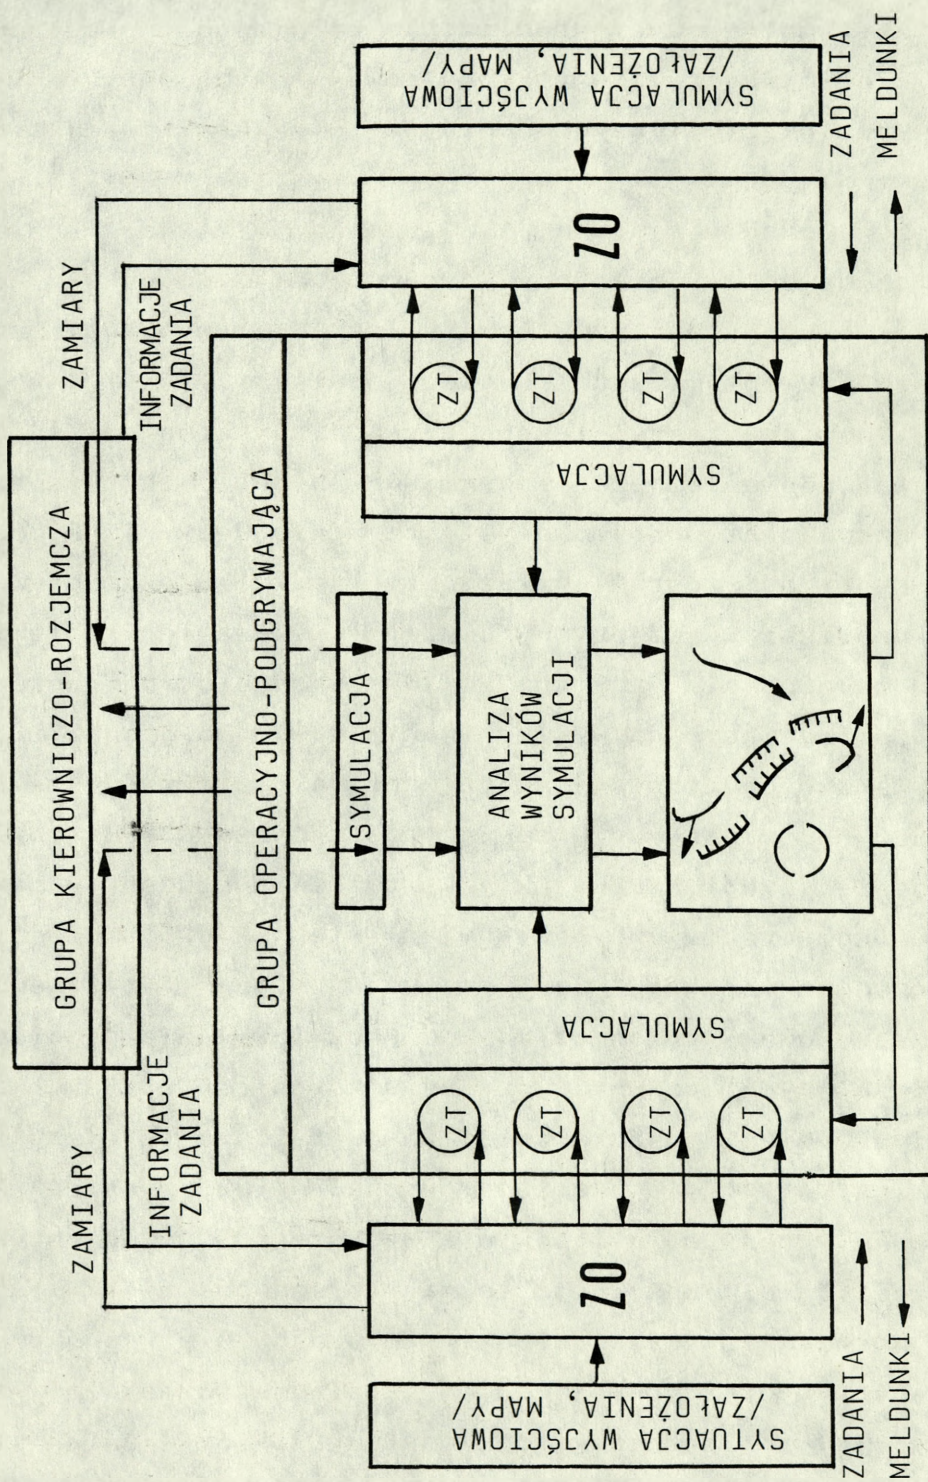 GRUPA KIEROWNICZO-ROZJEMCZA
ZAMIARY
ZAMIARY
INFORMACJE
ZADANIA
INFORMACJE
ZADANIA
GRUPA OPERACYJNO-PODGRYWAJĄCA
SYTUACJA WYJŚCIOWA
/ZAŁOŻENIA, MAPY/
ZO
ZT
ZT
ZT
ZT
SYMULACJA
SYMULACJA
ANALIZA
WYNIKÓW
SYMULACJI
SYMULACJA
ZT
ZT
ZT
ZT
ZO
SYMULACJA WYJŚCIOWA
/ZAŁOŻENIA, MAPY/
ZADANIA
MELDUNKI
ZADANIA
MELDUNKI